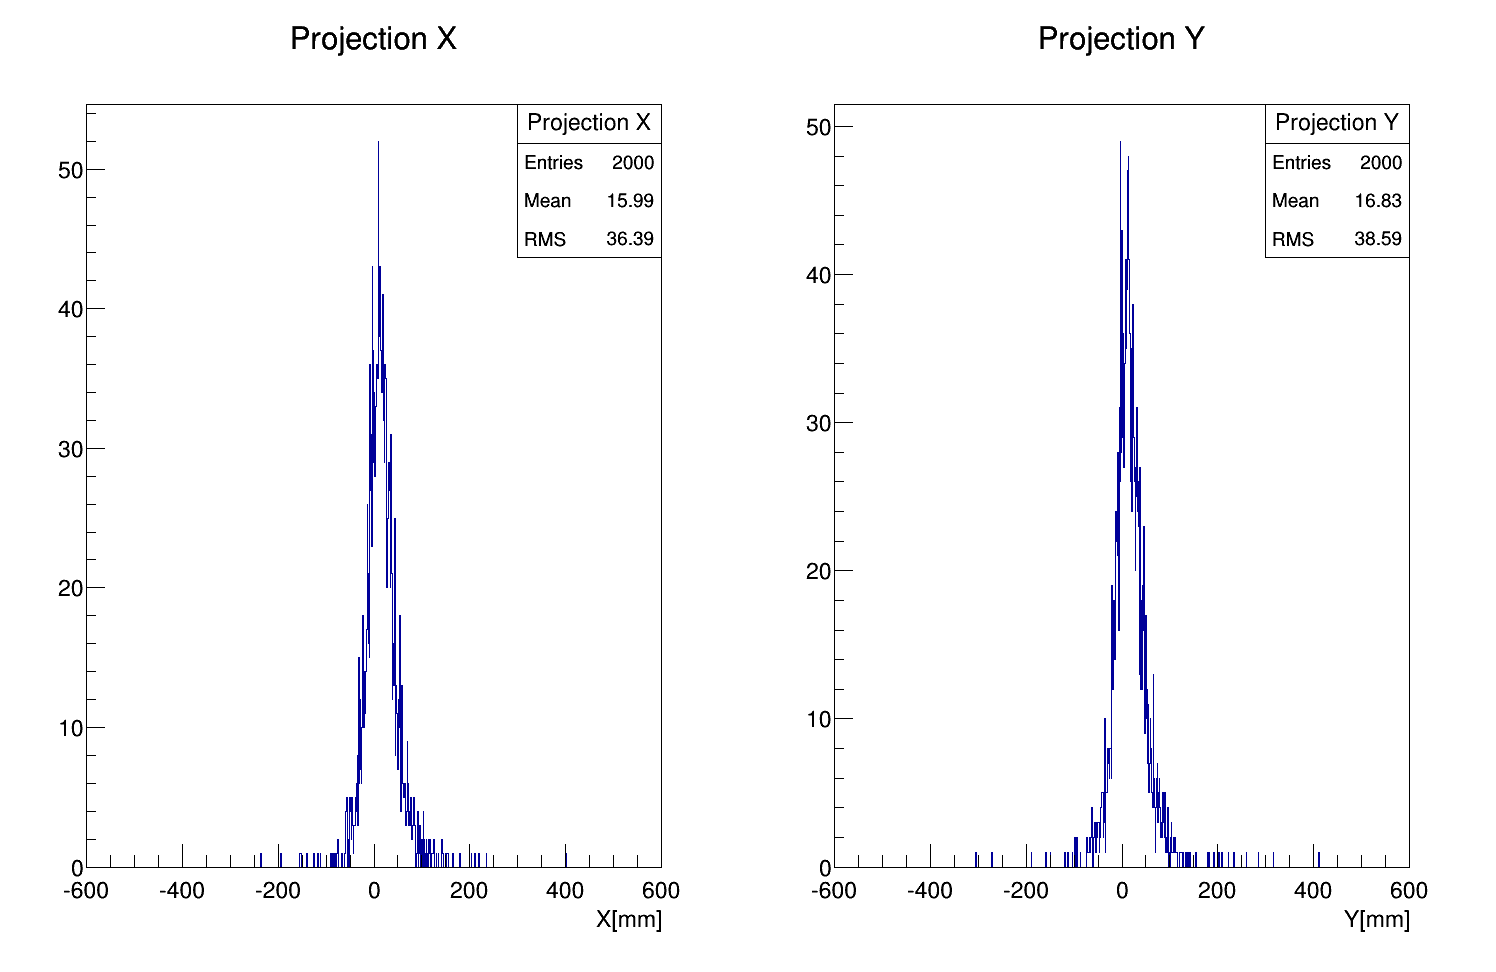 Projection X
Projection X
Entries 2000
Mean 15.99
RMS 36.39
50
40
30
20
10
0
-600 -400 -200 0 200 400 600
X[mm]
Projection Y
Projection Y
Entries 2000
Mean 16.83
RMS 38.59
50
40
30
20
10
0
-600 -400 -200 0 200 400 600
Y[mm]